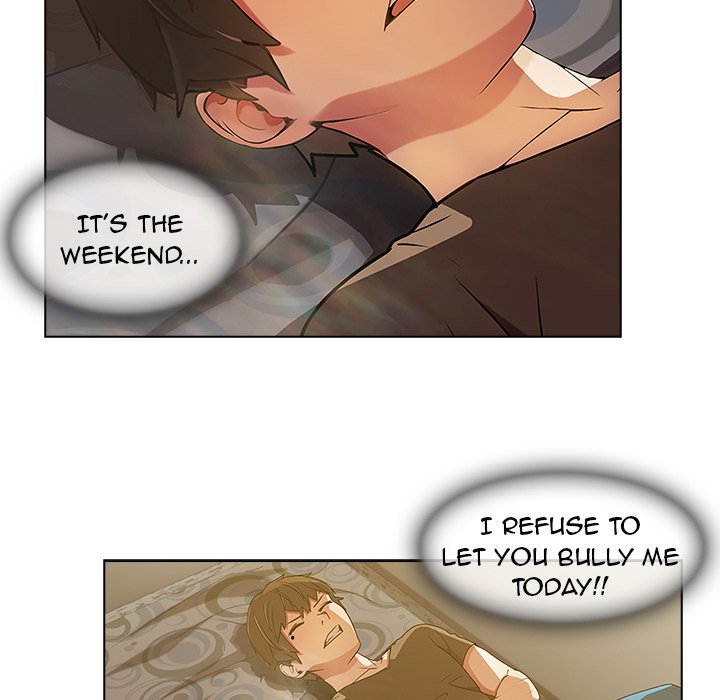 IT'S THE
WEEKEND...
I REFUSE TO
LET YOU BULLY ME
TODAY!!